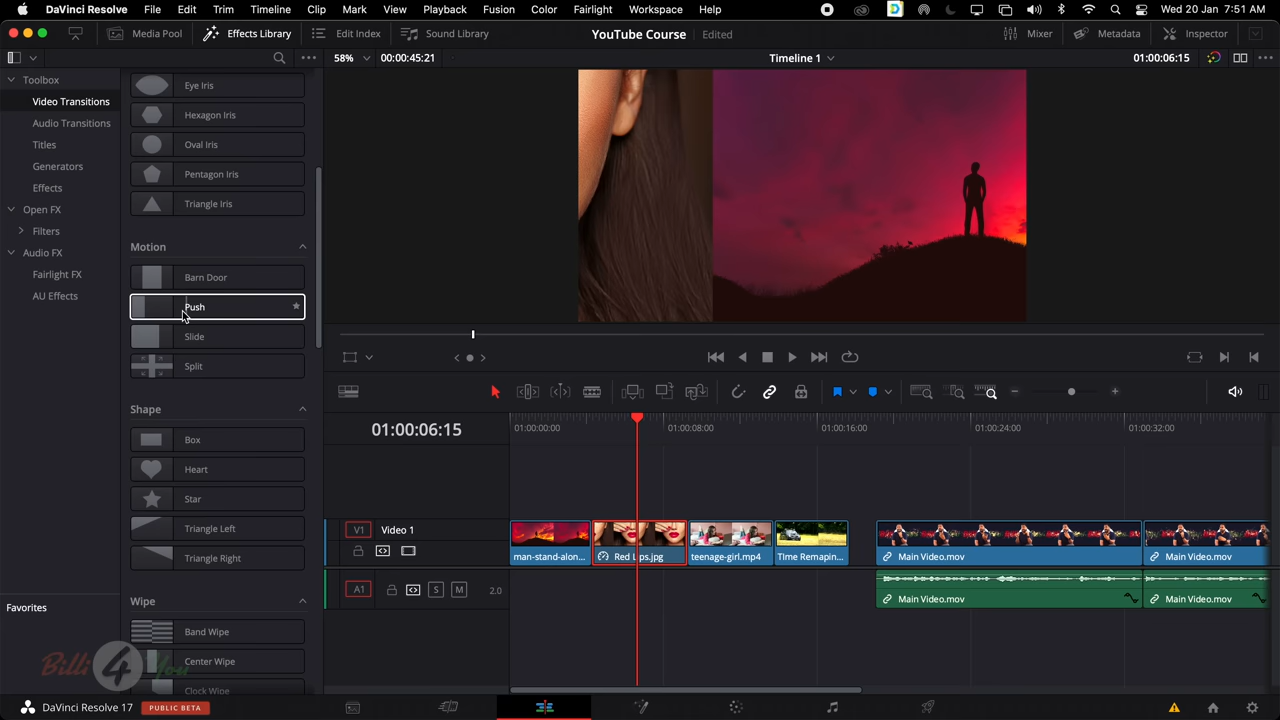 DaVinci Resolve File Edit Trim Timeline Clip Mark View Playback Fusion Color Fairlight Workspace Help Wed 20 Jan 7:51 AM
Media Pool Effects Library Edit Index Sound Library YouTube Course Edited Mixer Metadata Inspector
58% 00:00:45:21 Timeline 1 01:00:06:15
Toolbox
Video Transitions
Audio Transitions
Titles
Generators
Effects
Open FX
Filters
Audio FX
Fairlight FX
AU Effects
Favorites
Eye Iris
Hexagon Iris
Oval Iris
Pentagon Iris
Triangle Iris
Motion
Barn Door
Push
Slide
Split
Shape
Box
Heart
Star
Triangle Left
Triangle Right
Wipe
Band Wipe
Center Wipe
Clock Wipe
01:00:06:15
01:00:00:00 01:00:08:00 01:00:16:00 01:00:24:00 01:00:32:00
V1 Video 1
man-stand-alon... Red Lips.jpg teenage-girl.mp4 TIme Remapin... Main Video.mov Main Video.mov
A1 S M 2.0
Main Video.mov Main Video.mov
Billi 4 You
DaVinci Resolve 17 PUBLIC BETA